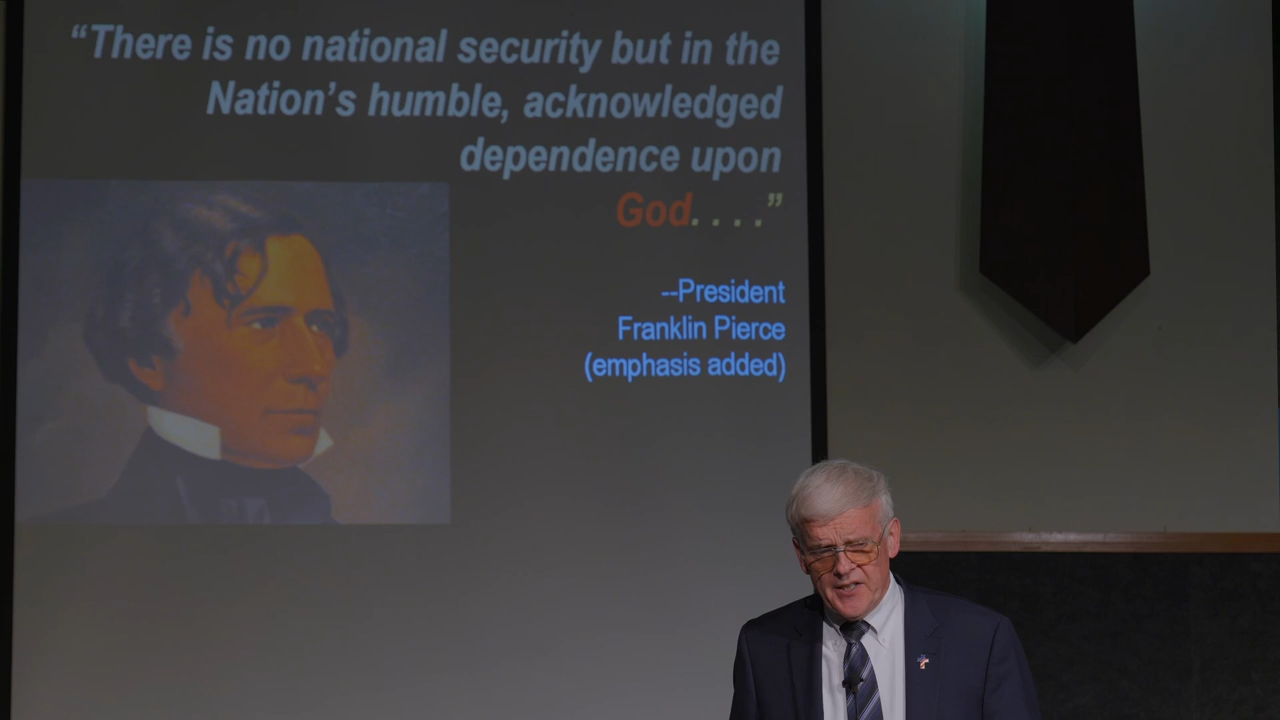 “There is no national security but in the
Nation’s humble, acknowledged
dependence upon
God. . . .”
--President
Franklin Pierce
(emphasis added)